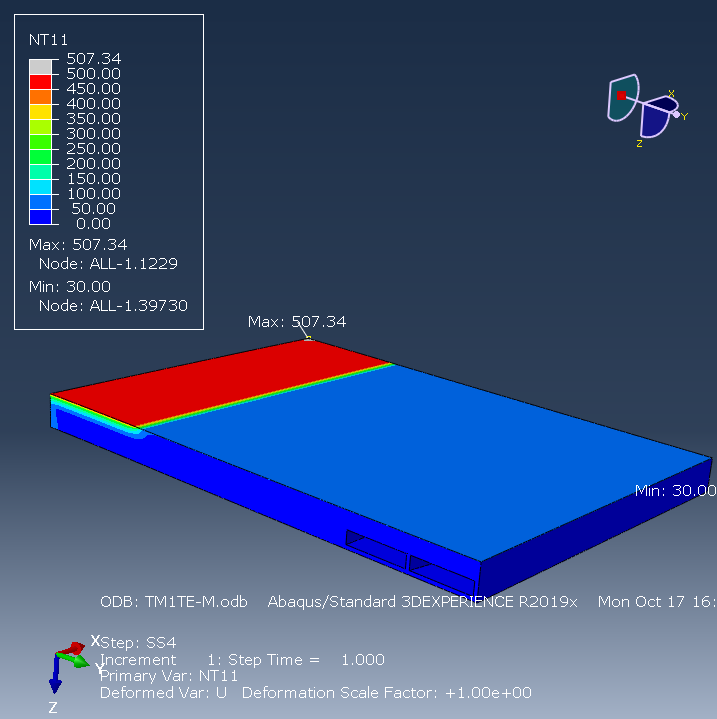 NT11
507.34
500.00
450.00
400.00
350.00
300.00
250.00
200.00
150.00
100.00
50.00
0.00
Max: 507.34
Node: ALL-1.1229
Min: 30.00
Node: ALL-1.39730
X
Y
Z
Max: 507.34
Min: 30.00
ODB: TM1TE-M.odb Abaqus/Standard 3DEXPERIENCE R2019x Mon Oct 17 16:
X
Y
Z
Step: SS4
Increment 1: Step Time = 1.000
Primary Var: NT11
Deformed Var: U Deformation Scale Factor: +1.00e+00